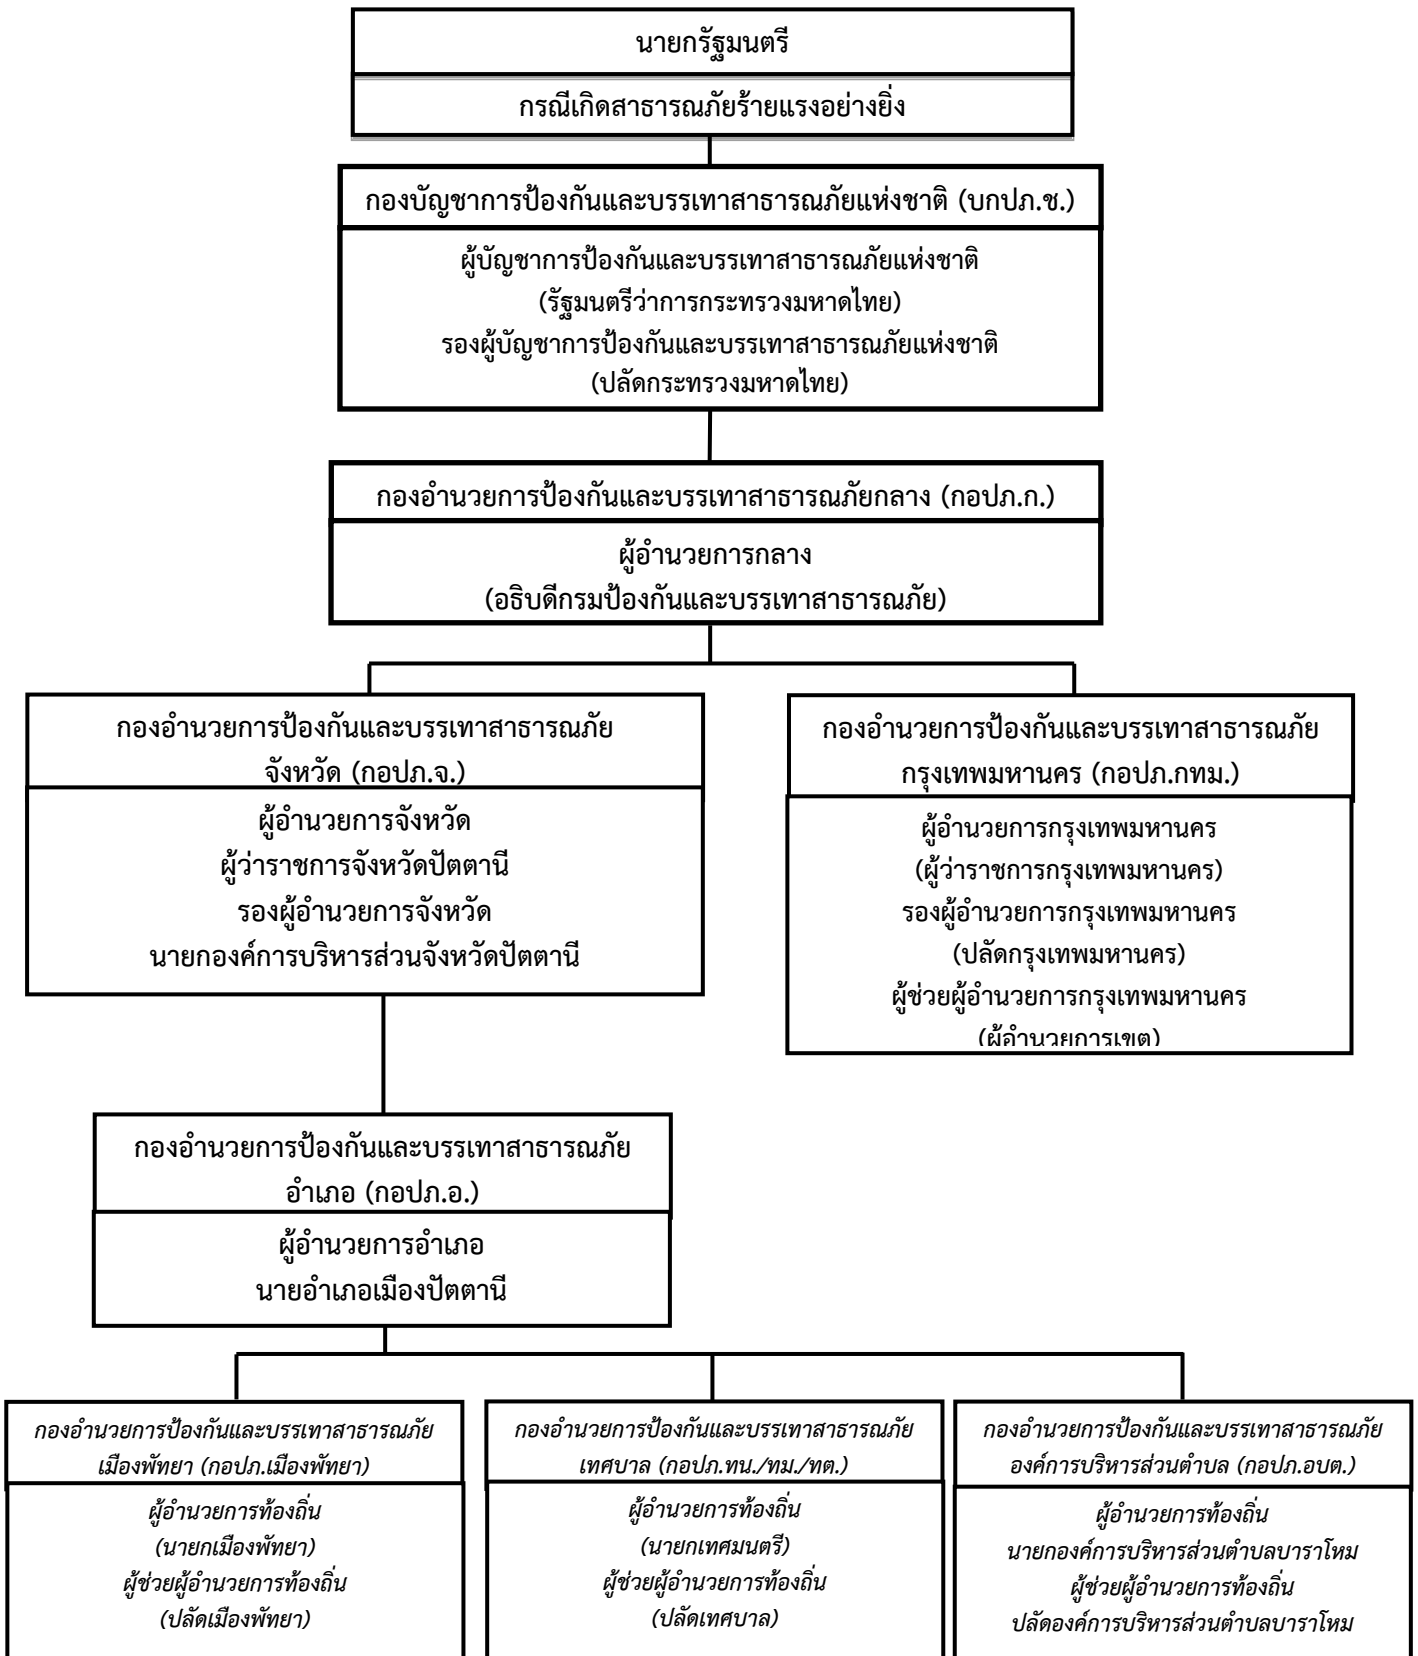 นายกรัฐมนตรี
กรณีเกิดสาธารณภัยร้ายแรงอย่างยิ่ง
กองบัญชาการป้องกันและบรรเทาสาธารณภัยแห่งชาติ (บกปภ.ช.)
ผู้บัญชาการป้องกันและบรรเทาสาธารณภัยแห่งชาติ
(รัฐมนตรีว่าการกระทรวงมหาดไทย)
รองผู้บัญชาการป้องกันและบรรเทาสาธารณภัยแห่งชาติ
(ปลัดกระทรวงมหาดไทย)
กองอำนวยการป้องกันและบรรเทาสาธารณภัยกลาง (กอปภ.ก.)
ผู้อำนวยการกลาง
(อธิบดีกรมป้องกันและบรรเทาสาธารณภัย)
กองอำนวยการป้องกันและบรรเทาสาธารณภัย
จังหวัด (กอปภ.จ.)
ผู้อำนวยการจังหวัด
ผู้ว่าราชการจังหวัดปัตตานี
รองผู้อำนวยการจังหวัด
นายกองค์การบริหารส่วนจังหวัดปัตตานี
กองอำนวยการป้องกันและบรรเทาสาธารณภัย
กรุงเทพมหานคร (กอปภ.กทม.)
ผู้อำนวยการกรุงเทพมหานคร
(ผู้ว่าราชการกรุงเทพมหานคร)
รองผู้อำนวยการกรุงเทพมหานคร
(ปลัดกรุงเทพมหานคร)
ผู้ช่วยผู้อำนวยการกรุงเทพมหานคร
(ผู้อำนวยการเขต)
กองอำนวยการป้องกันและบรรเทาสาธารณภัย
อำเภอ (กอปภ.อ.)
ผู้อำนวยการอำเภอ
นายอำเภอเมืองปัตตานี
กองอำนวยการป้องกันและบรรเทาสาธารณภัย
เมืองพัทยา (กอปภ.เมืองพัทยา)
ผู้อำนวยการท้องถิ่น
(นายกเมืองพัทยา)
ผู้ช่วยผู้อำนวยการท้องถิ่น
(ปลัดเมืองพัทยา)
กองอำนวยการป้องกันและบรรเทาสาธารณภัย
เทศบาล (กอปภ.ทน./ทม./ทต.)
ผู้อำนวยการท้องถิ่น
(นายกเทศมนตรี)
ผู้ช่วยผู้อำนวยการท้องถิ่น
(ปลัดเทศบาล)
กองอำนวยการป้องกันและบรรเทาสาธารณภัย
องค์การบริหารส่วนตำบล (กอปภ.อบต.)
ผู้อำนวยการท้องถิ่น
นายกองค์การบริหารส่วนตำบลบาราโหม
ผู้ช่วยผู้อำนวยการท้องถิ่น
ปลัดองค์การบริหารส่วนตำบลบาราโหม